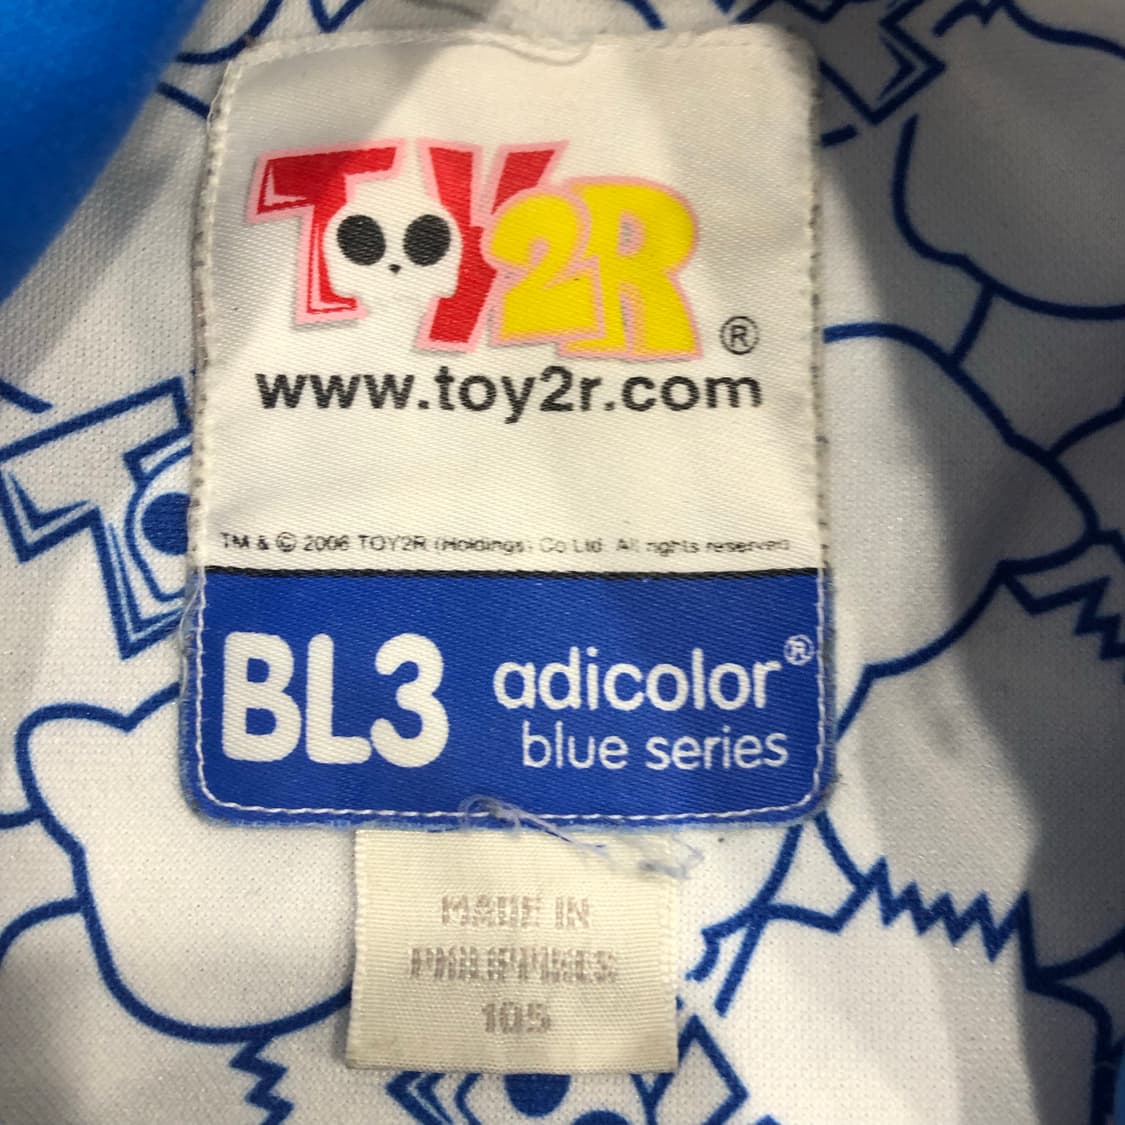 TOY2R®
www.toy2r.com
TM & © 2006 TOY2R (Holdings) Co Ltd. All rights reserved
BL3 adicolor®
blue series
MADE IN
PHILIPPINES
105